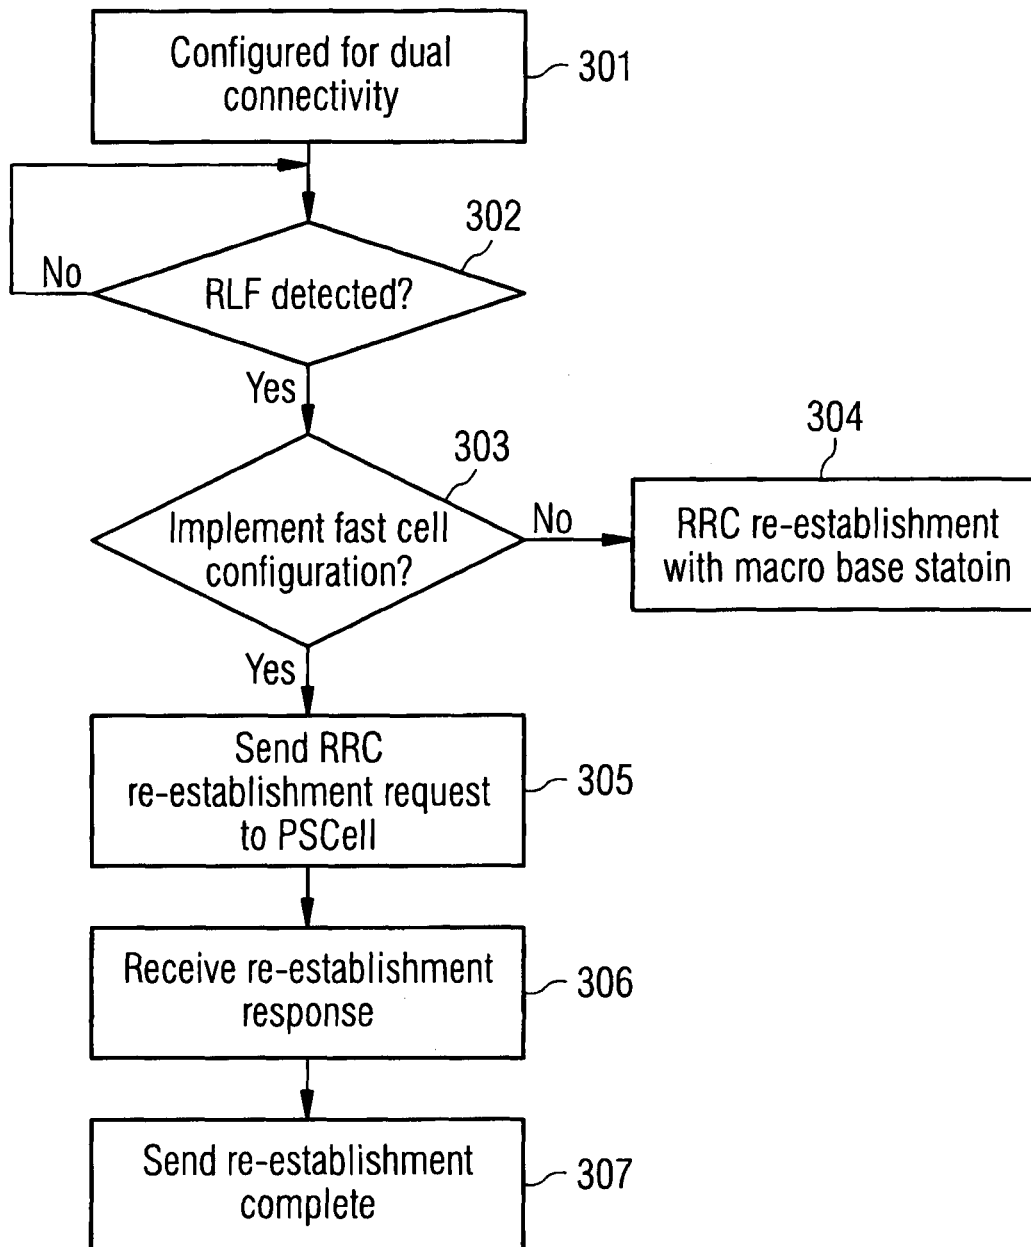 Configured for dual
connectivity
301
302
RLF detected?
No
Yes
303
304
Implement fast cell
configuration?
No
RRC re-establishment
with macro base statoin
Yes
Send RRC
re-establishment request
to PSCell
305
Receive re-establishment
response
306
Send re-establishment
complete
307